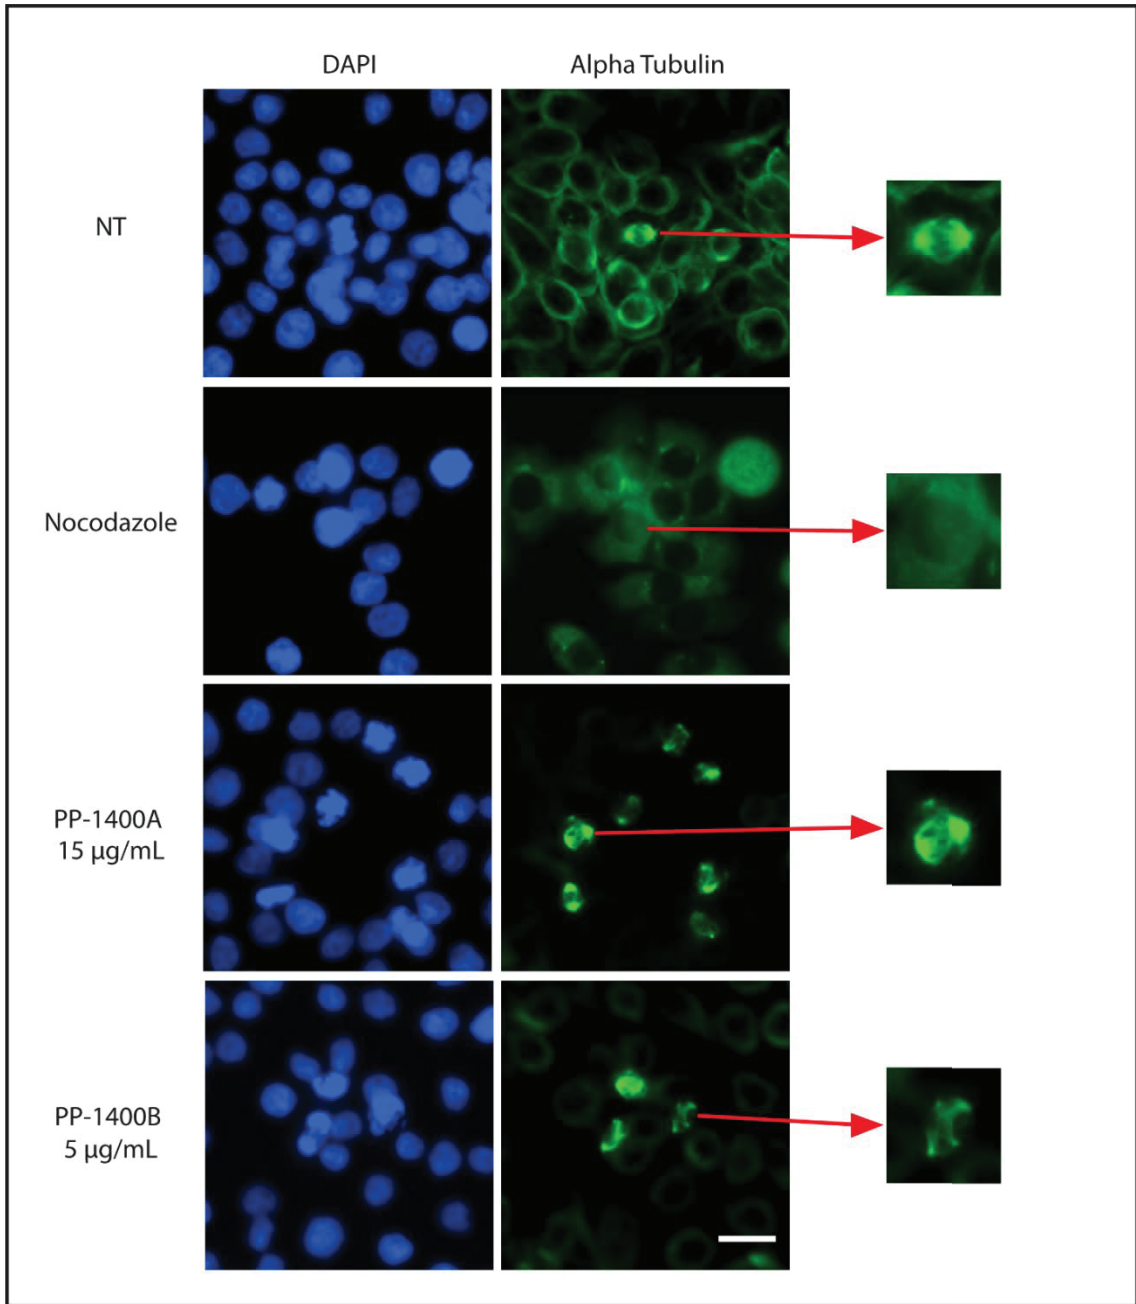 DAPI
Alpha Tubulin
NT
Nocodazole
PP-1400A
15 μg/mL
PP-1400B
5 μg/mL